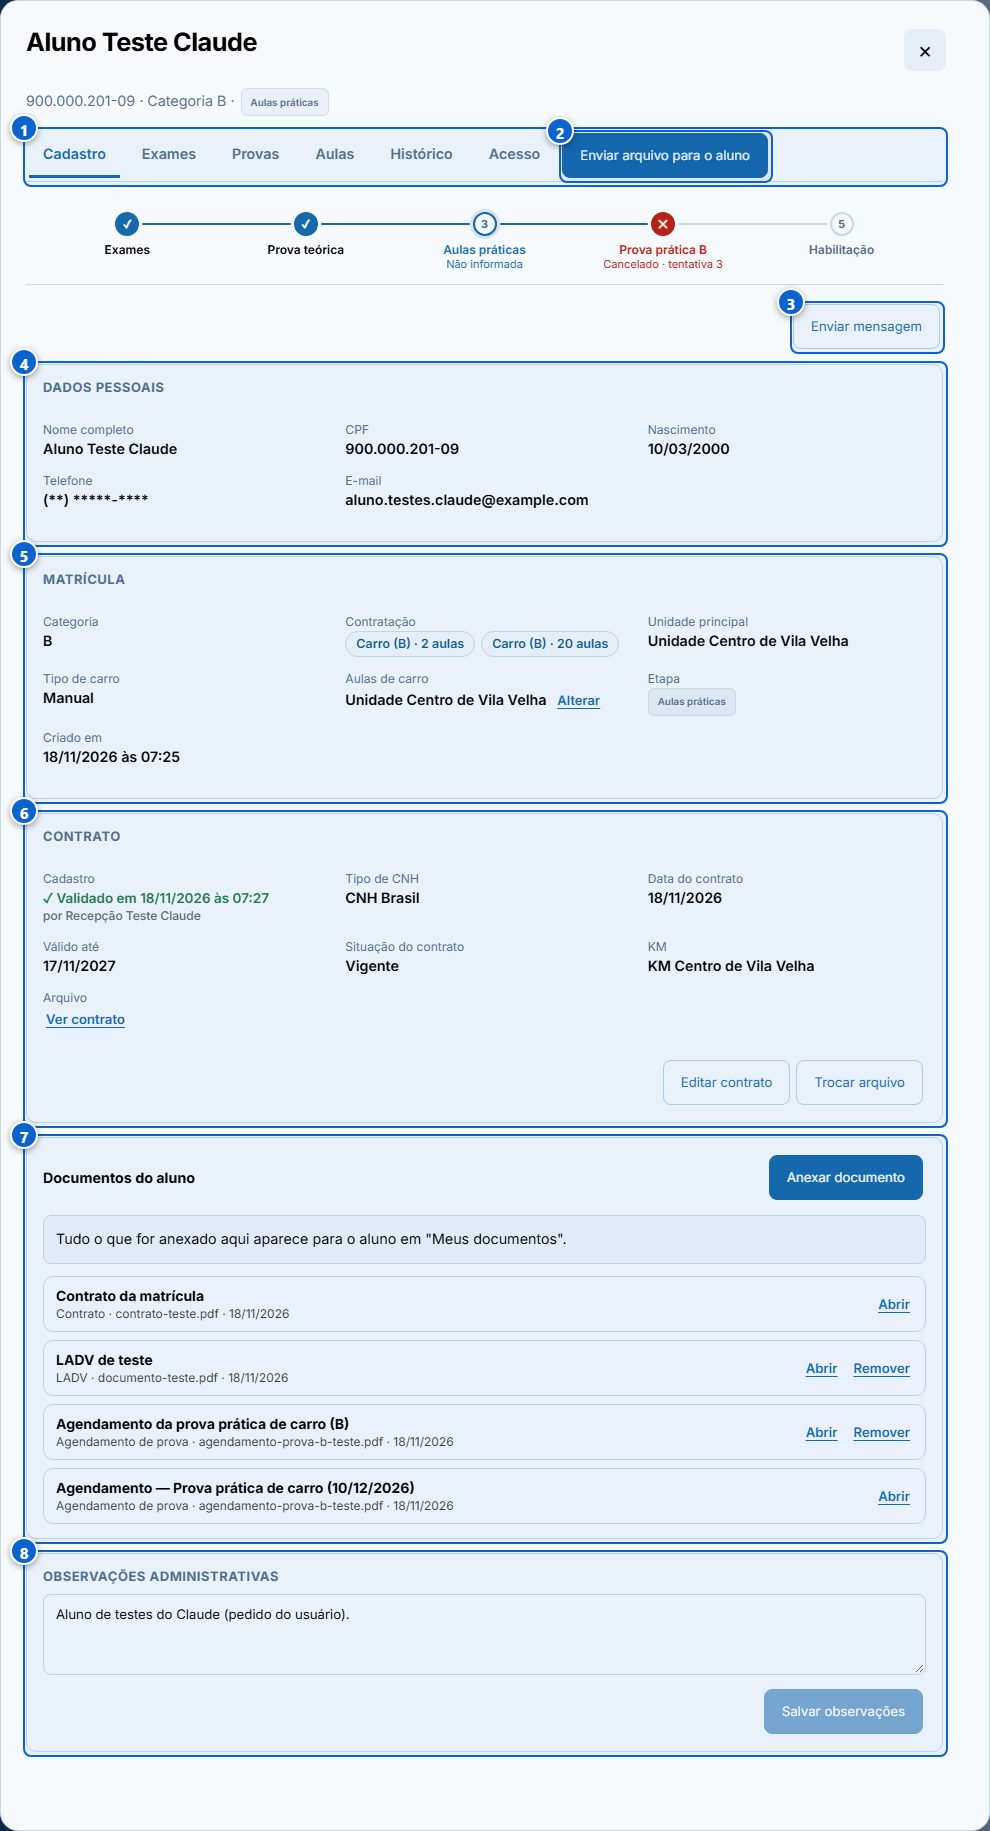 Aluno Teste Claude
×
900.000.201-09 · Categoria B · Aulas práticas
1
2
Cadastro Exames Provas Aulas Histórico Acesso Enviar arquivo para o aluno
✓ ✓ 3 ✕ 5
Exames Prova teórica Aulas práticas Prova prática B Habilitação
Não informada Cancelado · tentativa 3
3
Enviar mensagem
4
DADOS PESSOAIS
Nome completo CPF Nascimento
Aluno Teste Claude 900.000.201-09 10/03/2000
Telefone E-mail
(**) *****-**** aluno.testes.claude@example.com
5
MATRÍCULA
Categoria Contratação Unidade principal
B Carro (B) · 2 aulas Carro (B) · 20 aulas Unidade Centro de Vila Velha
Tipo de carro Aulas de carro Etapa
Manual Unidade Centro de Vila Velha Alterar Aulas práticas
Criado em
18/11/2026 às 07:25
6
CONTRATO
Cadastro Tipo de CNH Data do contrato
✓ Validado em 18/11/2026 às 07:27 CNH Brasil 18/11/2026
por Recepção Teste Claude
Válido até Situação do contrato KM
17/11/2027 Vigente KM Centro de Vila Velha
Arquivo
Ver contrato
Editar contrato Trocar arquivo
7
Documentos do aluno Anexar documento
Tudo o que for anexado aqui aparece para o aluno em "Meus documentos".
Contrato da matrícula
Contrato · contrato-teste.pdf · 18/11/2026
Abrir
LADV de teste
LADV · documento-teste.pdf · 18/11/2026
Abrir Remover
Agendamento da prova prática de carro (B)
Agendamento de prova · agendamento-prova-b-teste.pdf · 18/11/2026
Abrir Remover
Agendamento — Prova prática de carro (10/12/2026)
Agendamento de prova · agendamento-prova-b-teste.pdf · 18/11/2026
Abrir
8
OBSERVAÇÕES ADMINISTRATIVAS
Aluno de testes do Claude (pedido do usuário).
Salvar observações